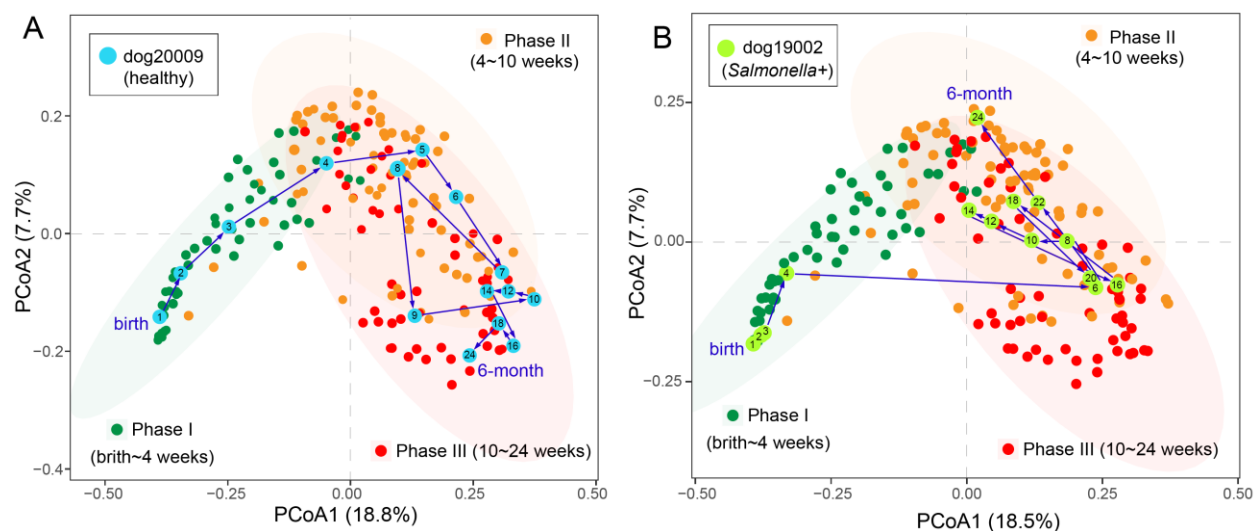 A
dog20009
(healthy)
Phase II
(4~10 weeks)
0.2
0.0
−0.2
−0.4
PCoA2 (7.7%)
1
2
3
4
5
6
7
8
9
10
12
14
16
18
24
birth
6-month
Phase I
(brith~4 weeks)
Phase III (10~24 weeks)
−0.50
−0.25
0.00
0.25
0.50
PCoA1 (18.8%)
B
dog19002
(Salmonella+)
Phase II
(4~10 weeks)
6-month
0.25
0.00
−0.25
PCoA2 (7.7%)
24
22
18
14
12
10
8
20
6
16
4
3
2
1
birth
Phase I
(brith~4 weeks)
Phase III (10~24 weeks)
−0.50
−0.25
0.00
0.25
0.50
PCoA1 (18.5%)